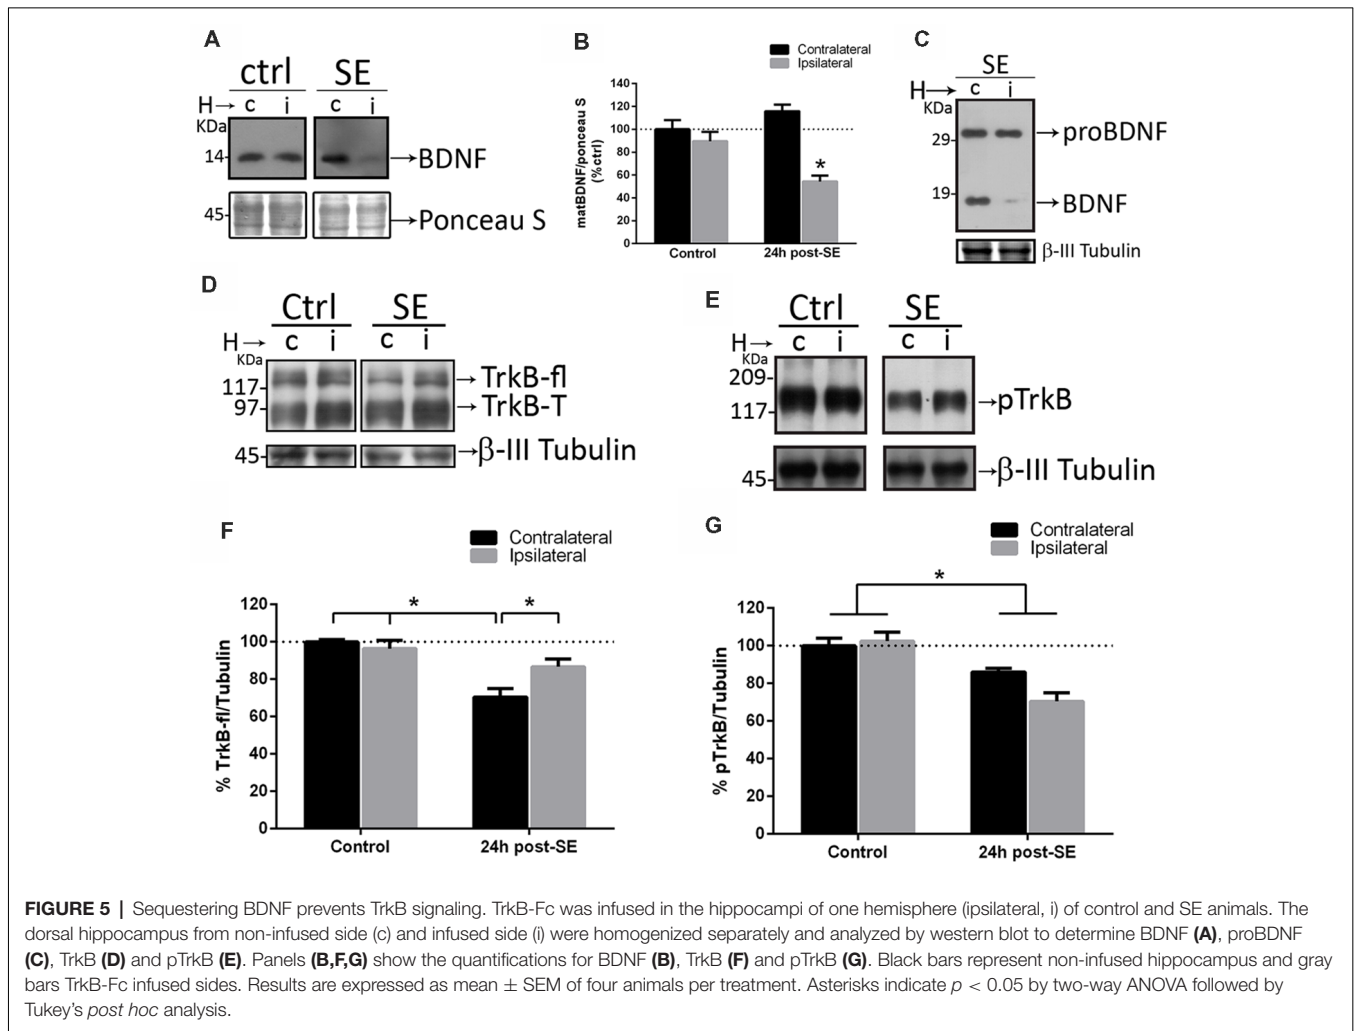 A
ctrl SE
H→ c i c i
KDa
14- →BDNF
45- →Ponceau S
B
Contralateral
Ipsilateral
matBDNF/ponceau S
(%ctrl)
140
120
100
80
60
40
20
0
*
Control 24h post-SE
C
SE
H→ c i
KDa
29- →proBDNF
19- →BDNF
β-III Tubulin
D
Ctrl SE
H→ c i c i
KDa
117- →TrkB-fl
97- →TrkB-T
45- →β-III Tubulin
E
Ctrl SE
H→ c i c i
KDa
209-
117- →pTrkB
45- →β-III Tubulin
F
Contralateral
Ipsilateral
% TrkB-fl/Tubulin
120
100
80
60
40
20
0
* *
Control 24h post-SE
G
Contralateral
Ipsilateral
% pTrkB/Tubulin
120
100
80
60
40
20
0
*
Control 24h post-SE
FIGURE 5 | Sequestering BDNF prevents TrkB signaling. TrkB-Fc was infused in the hippocampi of one hemisphere (ipsilateral, i) of control and SE animals. The
dorsal hippocampus from non-infused side (c) and infused side (i) were homogenized separately and analyzed by western blot to determine BDNF (A), proBDNF
(C), TrkB (D) and pTrkB (E). Panels (B,F,G) show the quantifications for BDNF (B), TrkB (F) and pTrkB (G). Black bars represent non-infused hippocampus and gray
bars TrkB-Fc infused sides. Results are expressed as mean ± SEM of four animals per treatment. Asterisks indicate p < 0.05 by two-way ANOVA followed by
Tukey's post hoc analysis.